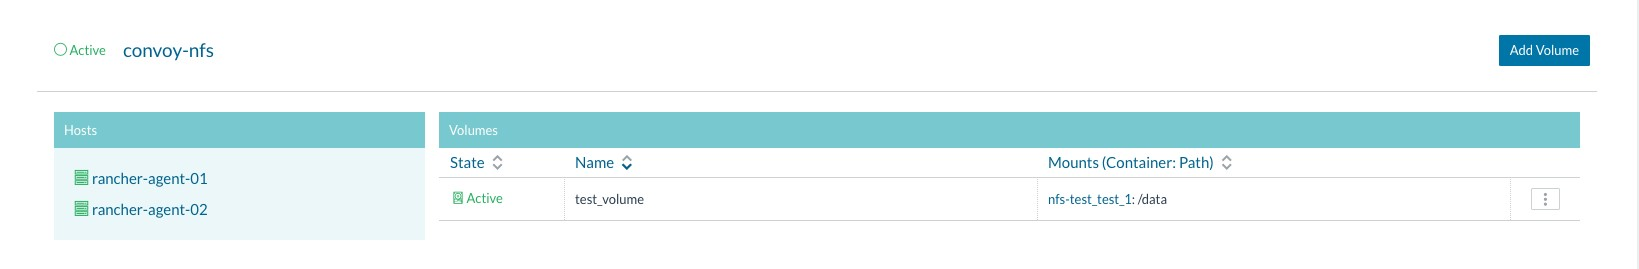 Active convoy-nfs Add Volume
Hosts
rancher-agent-01
rancher-agent-02
Volumes
State Name Mounts (Container: Path)
Active test_volume nfs-test_test_1: /data